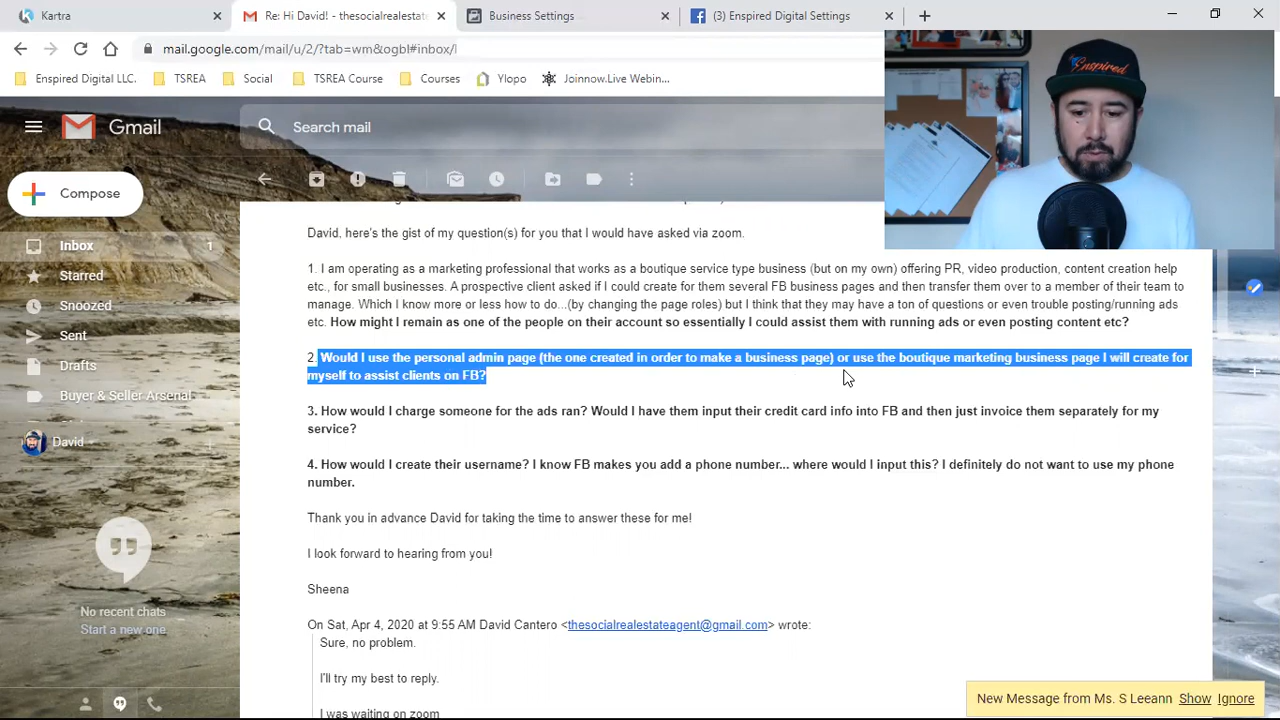 Kartra
Re: Hi David! - thesocialrealestate
Business Settings
(3) Enspired Digital Settings
mail.google.com/mail/u/2/?tab=wm&ogbl#inbox/
Enspired Digital LLC.
TSREA
Social
TSREA Course
Courses
Ylopo
Joinnow.Live Webin...
Enspired
Gmail
Search mail
Compose
Inbox
1
Starred
Snoozed
Sent
Drafts
Buyer & Seller Arsenal
David
No recent chats
Start a new one
David, here's the gist of my question(s) for you that I would have asked via zoom.
1. I am operating as a marketing professional that works as a boutique service type business (but on my own) offering PR, video production, content creation help
etc., for small businesses. A prospective client asked if I could create for them several FB business pages and then transfer them over to a member of their team to
manage. Which I know more or less how to do...(by changing the page roles) but I think that they may have a ton of questions or even trouble posting/running ads
etc. How might I remain as one of the people on their account so essentially I could assist them with running ads or even posting content etc?
2. Would I use the personal admin page (the one created in order to make a business page) or use the boutique marketing business page I will create for
myself to assist clients on FB?
3. How would I charge someone for the ads ran? Would I have them input their credit card info into FB and then just invoice them separately for my
service?
4. How would I create their username? I know FB makes you add a phone number... where would I input this? I definitely do not want to use my phone
number.
Thank you in advance David for taking the time to answer these for me!
I look forward to hearing from you!
Sheena
On Sat, Apr 4, 2020 at 9:55 AM David Cantero <thesocialrealestateagent@gmail.com> wrote:
Sure, no problem.
I'll try my best to reply.
I was waiting on zoom
New Message from Ms. S Leeann Show Ignore